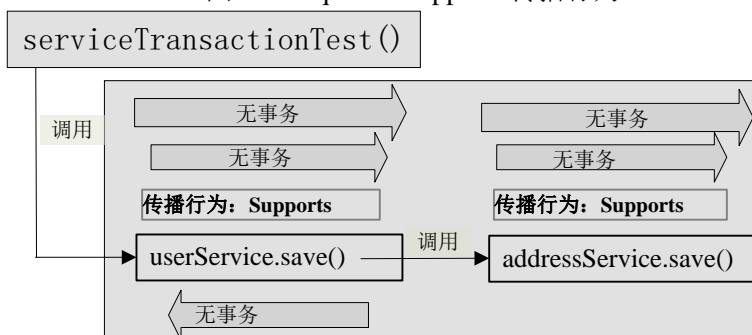 serviceTransactionTest()
调用
无事务
无事务
无事务
无事务
传播行为：Supports
传播行为：Supports
userService.save()
调用
addressService.save()
无事务